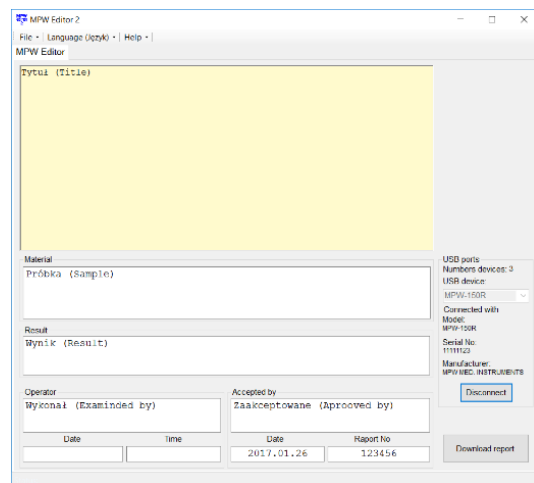 MPW Editor 2
File Language (Język) Help
MPW Editor
Tytuł (Title)
Material
Próbka (Sample)
Result
Wynik (Result)
Operator
Wykonał (Examinded by)
Accepted by
Zaakceptowane (Aprooved by)
Date Time
Date Raport No
2017.01.26 123456
USB ports
Numbers devices: 3
USB device:
MPW-150R
Connected with
Model:
MPW-150R
Serial No:
11111123
Manufacturer:
MPW MED. INSTRUMENTS
Disconnect
Download report